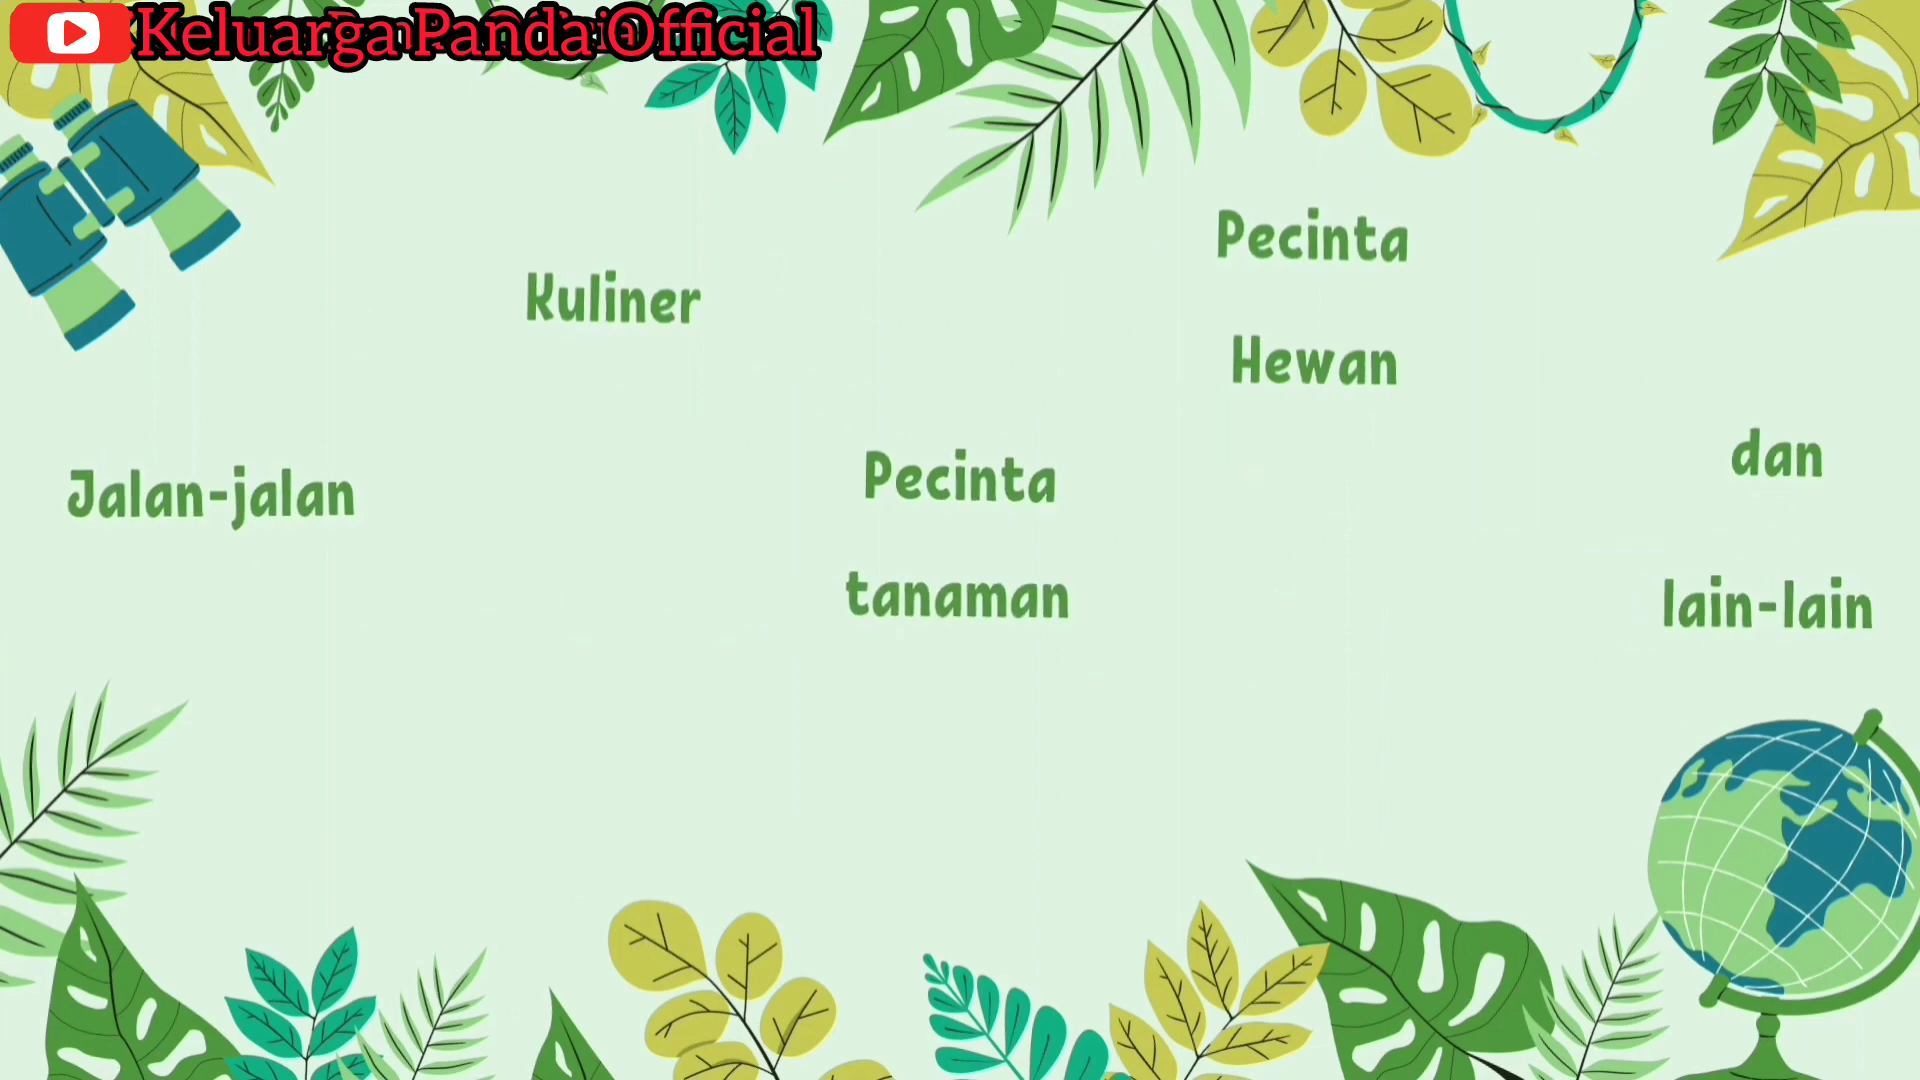 Keluarga Panda Official
Jalan-jalan
Kuliner
Pecinta
tanaman
Pecinta
Hewan
dan
lain-lain